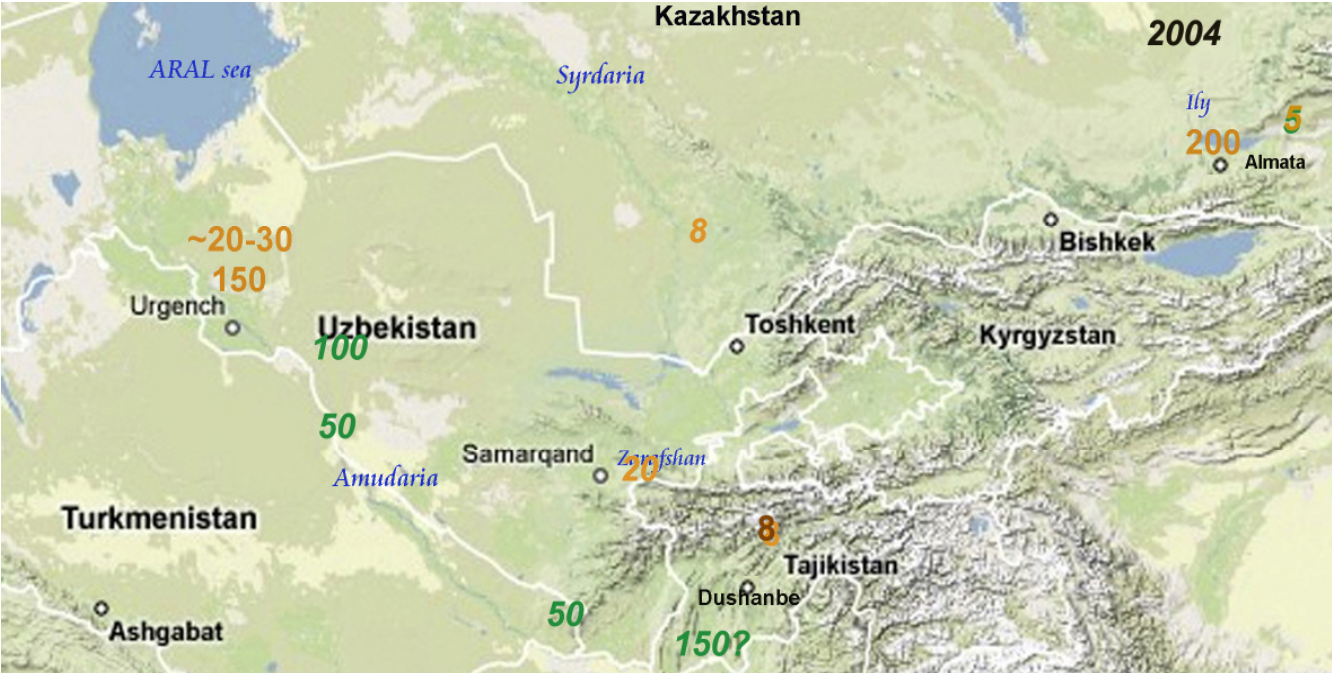 Kazakhstan
2004
ARAL sea
Syrdaria
Ily
5
200
Almata
~20-30
150
8
Bishkek
Urgench
Uzbekistan
100
Toshkent
Kyrgyzstan
50
Samarqand
Zarafshan
20
Amudaria
Turkmenistan
8
Tajikistan
Dushanbe
50
150?
Ashgabat